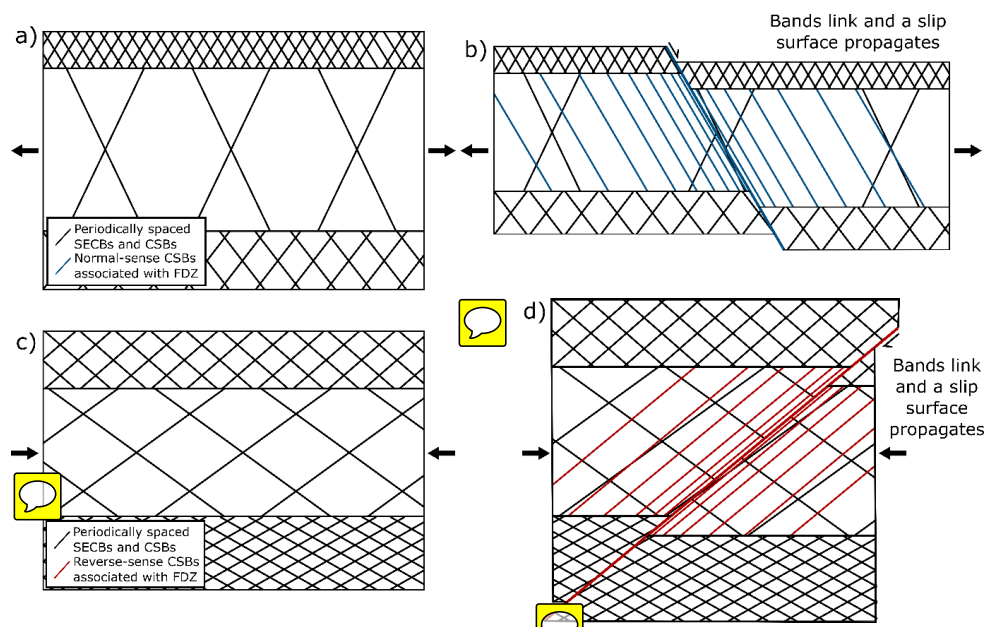 a)
Periodically spaced
SECBs and CSBs
Normal-sense CSBs
associated with FDZ
b)
Bands link and a slip
surface propagates
c)
Periodically spaced
SECBs and CSBs
Reverse-sense CSBs
associated with FDZ
d)
Bands link
and a slip
surface
propagates